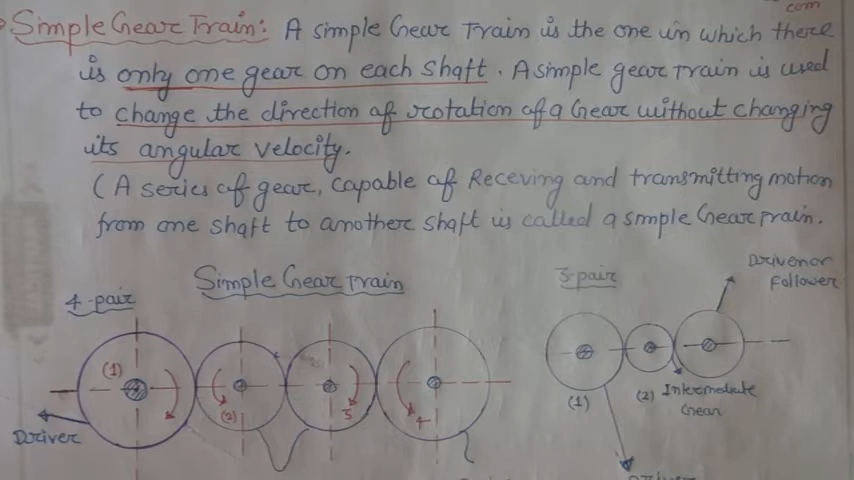 com
Simple Gear Train: A simple Gear Train is the one in which there
is only one gear on each shaft. A simple gear train is used
to change the direction of rotation of a Gear without changing
its angular velocity.
(A series of gear, capable of Receving and transmitting motion
from one shaft to another shaft is called a smple Gear train.
Simple Gear train
4-pair
3-pair
Driven or
Follower
(1)
(2)
3
4
Driver
(1)
(2) Intermediate
Gear